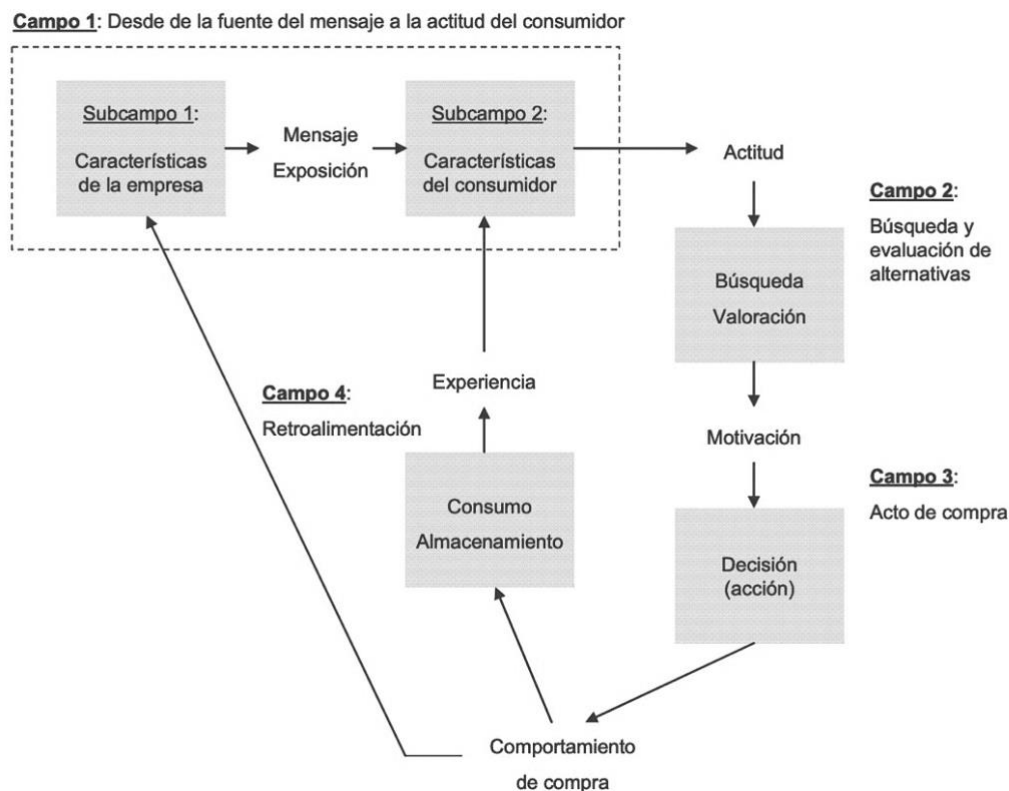 Campo 1: Desde de la fuente del mensaje a la actitud del consumidor
Subcampo 1:
Características
de la empresa
Mensaje
Exposición
Subcampo 2:
Características
del consumidor
Actitud
Campo 2:
Búsqueda y
evaluación de
alternativas
Búsqueda
Valoración
Experiencia
Campo 4:
Retroalimentación
Motivación
Campo 3:
Acto de compra
Consumo
Almacenamiento
Decisión
(acción)
Comportamiento
de compra